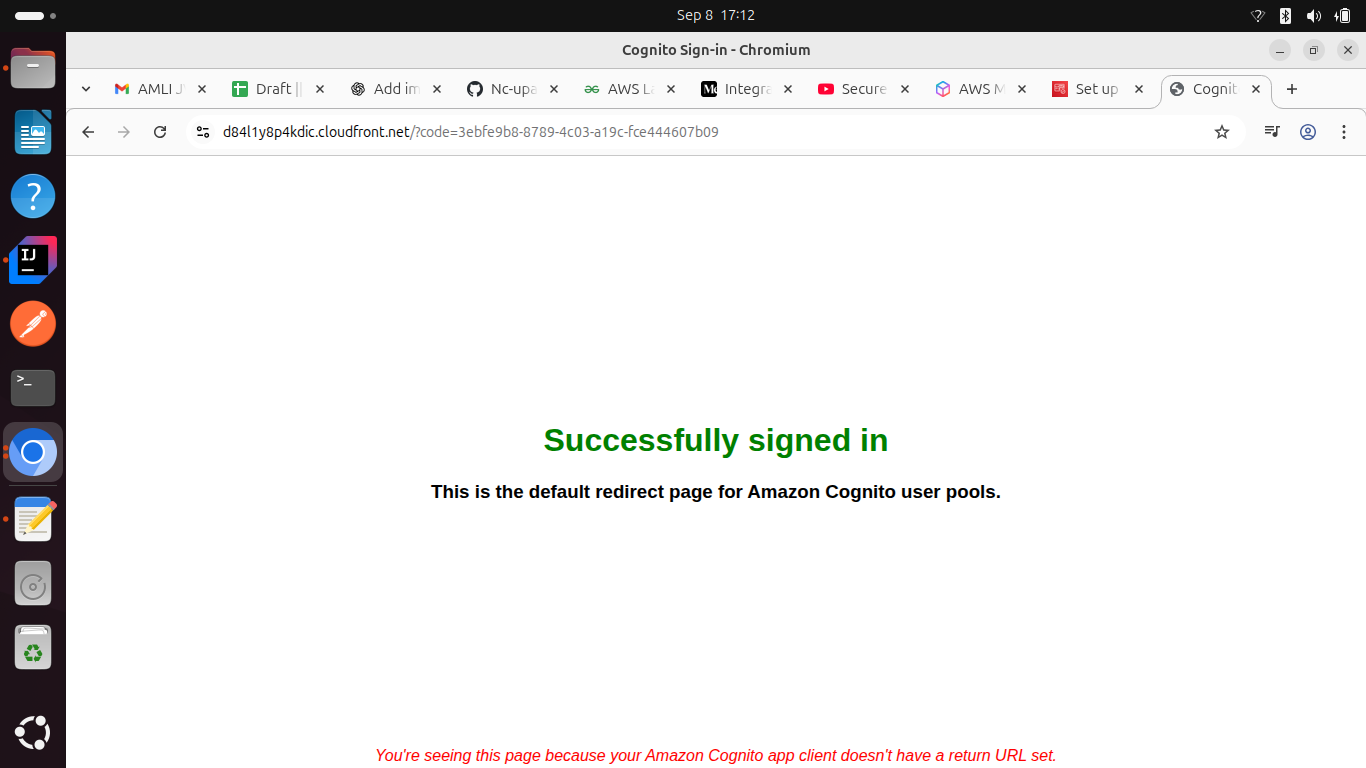 Sep 8 17:12
Cognito Sign-in - Chromium
AMLI J
Draft ||
Add im
Nc-upa
AWS La
Integra
Secure
AWS M
Set up
Cognit
d84l1y8p4kdic.cloudfront.net/?code=3ebfe9b8-8789-4c03-a19c-fce444607b09
Successfully signed in
This is the default redirect page for Amazon Cognito user pools.
You're seeing this page because your Amazon Cognito app client doesn't have a return URL set.